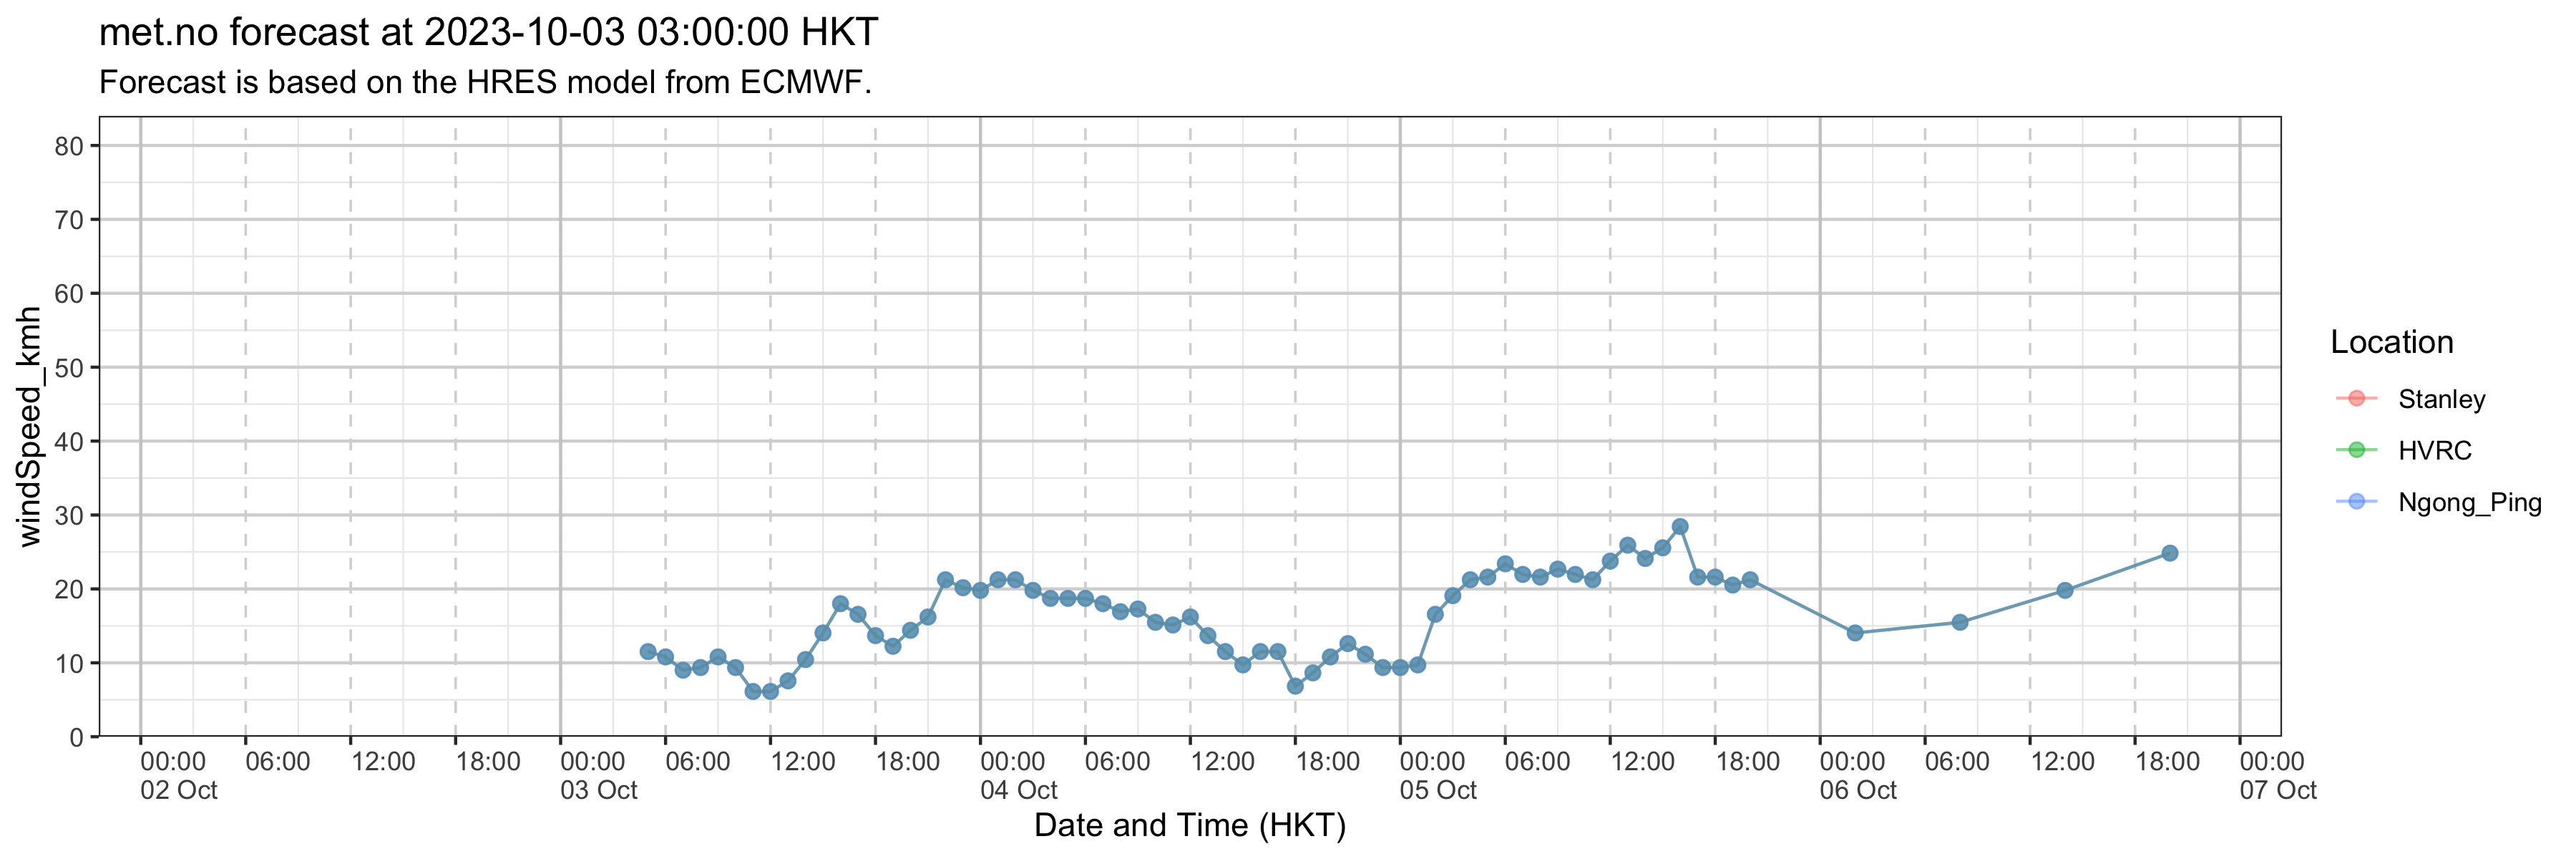 met.no forecast at 2023-10-03 03:00:00 HKT
Forecast is based on the HRES model from ECMWF.
80
70
60
50
40
30
20
10
0
windSpeed_kmh
00:00 06:00 12:00 18:00 00:00 06:00 12:00 18:00 00:00 06:00 12:00 18:00 00:00 06:00 12:00 18:00 00:00 06:00 12:00 18:00 00:00
02 Oct 03 Oct 04 Oct 05 Oct 06 Oct 07 Oct
Date and Time (HKT)
Location
Stanley
HVRC
Ngong_Ping